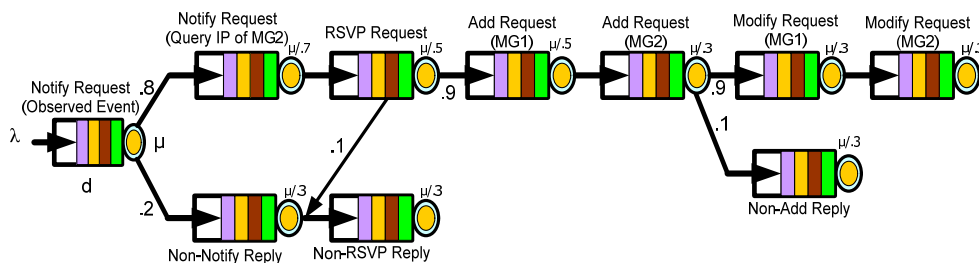 Notify Request
(Query IP of MG2)
RSVP Request
Add Request
(MG1)
Add Request
(MG2)
Modify Request
(MG1)
Modify Request
(MG2)
μ/.7
μ/.5
μ/.5
μ/.3
μ/.3
Notify Request
(Observed Event)
.8
.9
.9
λ
μ
d
.1
.1
.2
μ/.3
μ/.3
μ/.3
Non-Notify Reply
Non-RSVP Reply
Non-Add Reply